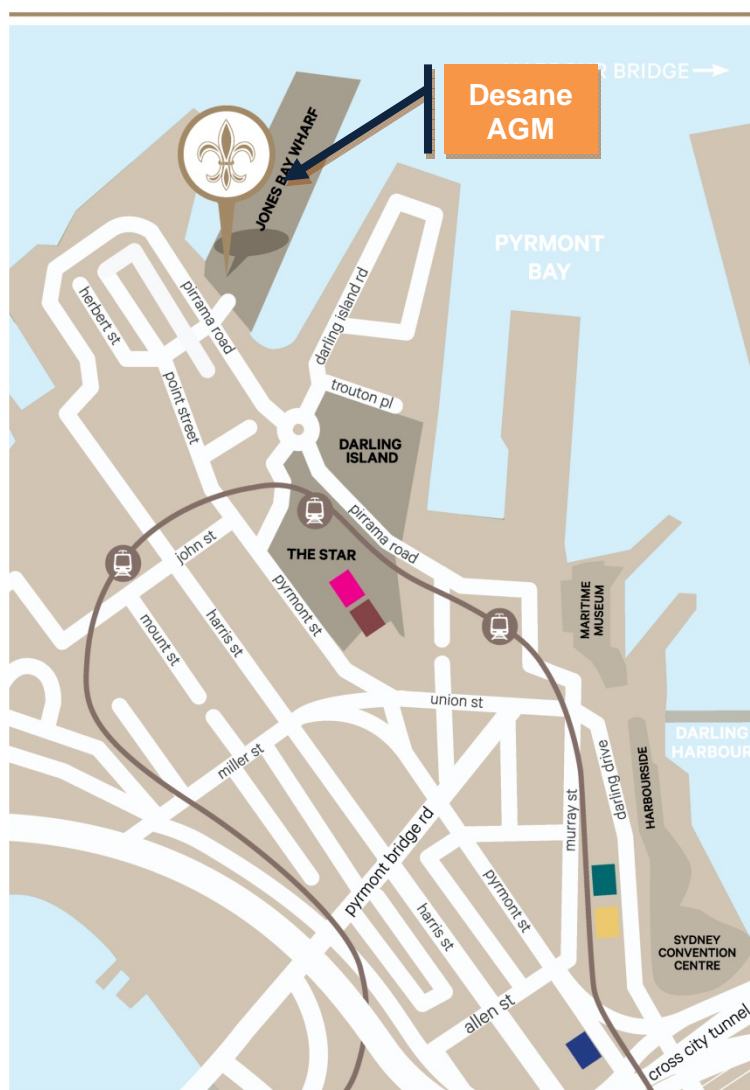 BRIDGE
Desane
AGM
JONES BAY WHARF
PYRMONT
BAY
herbert st
pirrama road
darling island rd
point street
trouton pl
DARLING
ISLAND
pirrama road
THE STAR
john st
pyrmont st
MARITIME
MUSEUM
mount st
harris st
union st
DARLING
HARBOUR
miller st
darling drive
HARBOURSIDE
murray st
pyrmont bridge rd
pyrmont st
harris st
SYDNEY
CONVENTION
CENTRE
allen st
cross city tunnel